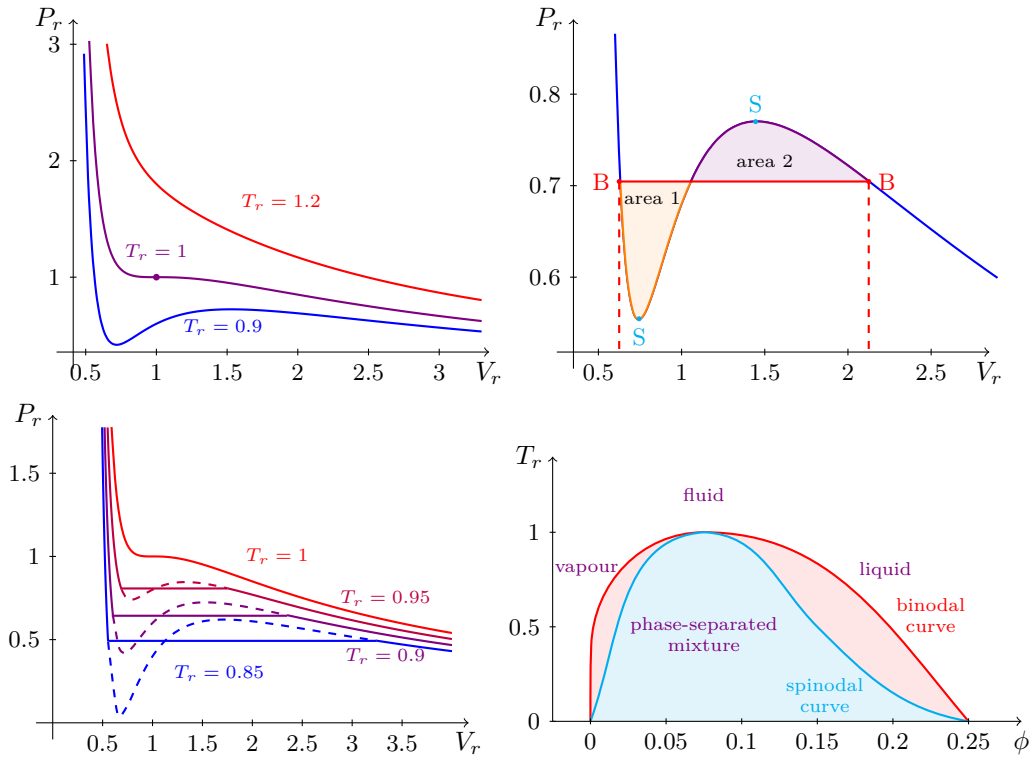 P_r
3
2
1
T_r = 1.2
T_r = 1
T_r = 0.9
0.5 1 1.5 2 2.5 3 V_r
P_r
0.8
0.7
0.6
S
area 2
B B
area 1
S
0.5 1 1.5 2 V_r
P_r
1.5
1
0.5
T_r = 1
T_r = 0.95
T_r = 0.9
T_r = 0.85
0.5 1 1.5 2 2.5 3 3.5 V_r
T_r
1
0.5
0
fluid
vapour
liquid
binodal
curve
phase-separated
mixture
spinodal
curve
0 0.05 0.1 0.15 0.2 0.25 ϕ